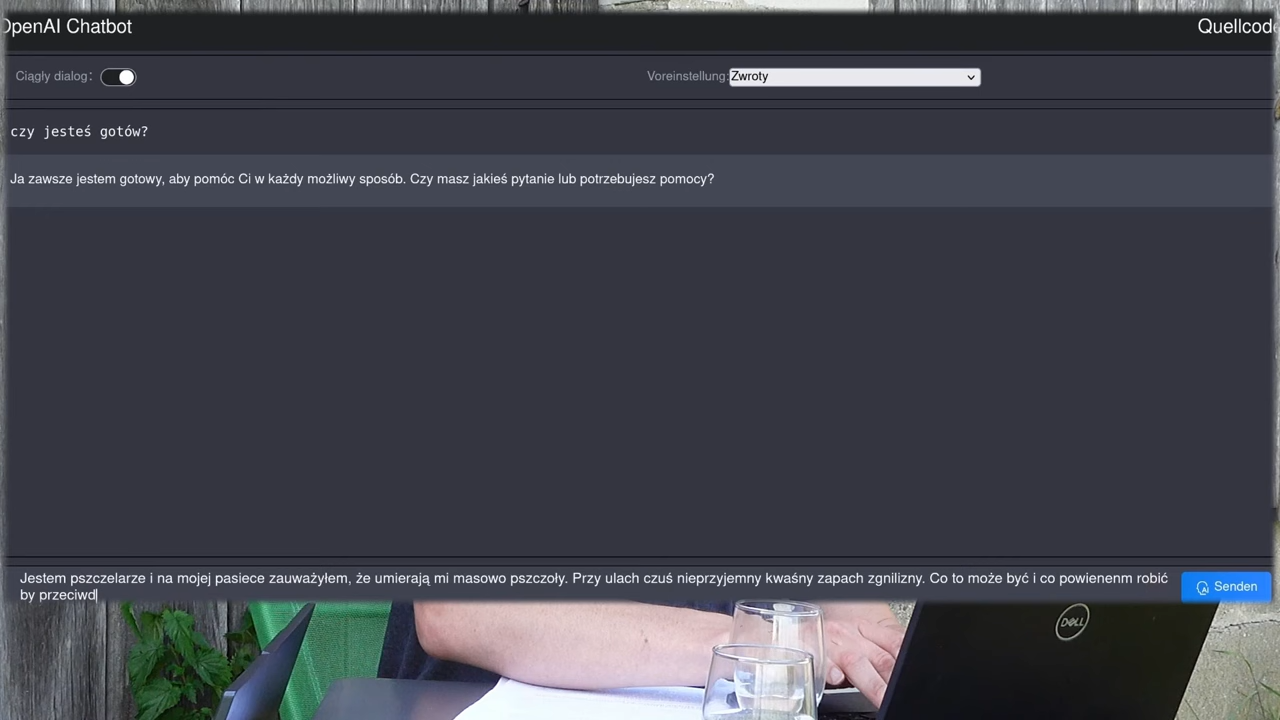 OpenAI Chatbot
Quellcode
Ciągły dialog:
Voreinstellung:
Zwroty
czy jesteś gotów?
Ja zawsze jestem gotowy, aby pomóc Ci w każdy możliwy sposób. Czy masz jakieś pytanie lub potrzebujesz pomocy?
Jestem pszczelarze i na mojej pasiece zauważyłem, że umierają mi masowo pszczoły. Przy ulach czuś nieprzyjemny kwaśny zapach zgnilizny. Co to może być i co powienenm robić
by przeciwd
Senden
DELL